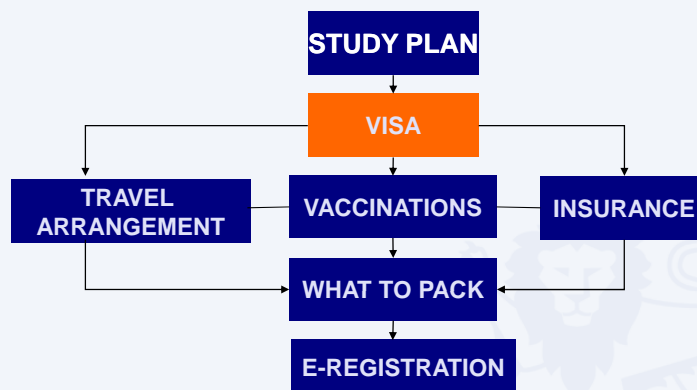 STUDY PLAN
VISA
TRAVEL
ARRANGEMENT
VACCINATIONS
INSURANCE
WHAT TO PACK
E-REGISTRATION